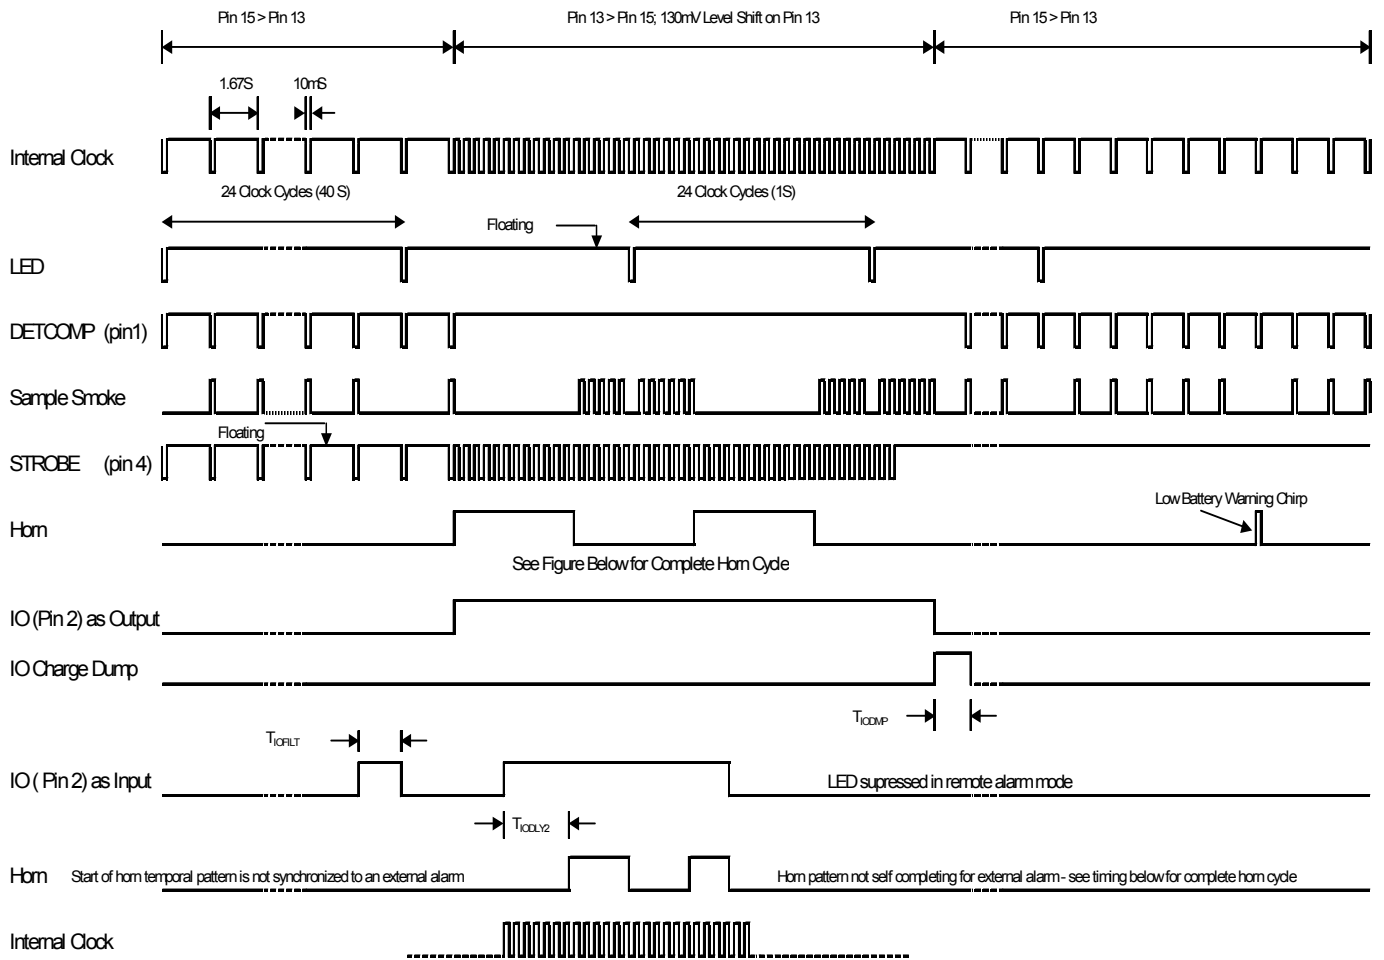 Pin 15 > Pin 13
Pin 13 > Pin 15; 130mV Level Shift on Pin 13
Pin 15 > Pin 13
1.67S
10mS
Internal Clock
24 Clock Cycles (40 S)
24 Clock Cycles (1S)
Floating
LED
DETCOMP (pin1)
Sample Smoke
Floating
STROBE (pin 4)
Low Battery Warning Chirp
Horn
See Figure Below for Complete Horn Cycle
IO (Pin 2) as Output
IO Charge Dump
TIODMP
TIOFILT
IO ( Pin 2) as Input
LED supressed in remote alarm mode
TIODLY2
Horn
Start of horn temporal pattern is not synchronized to an external alarm
Horn pattern not self completing for external alarm - see timing below for complete horn cycle
Internal Clock